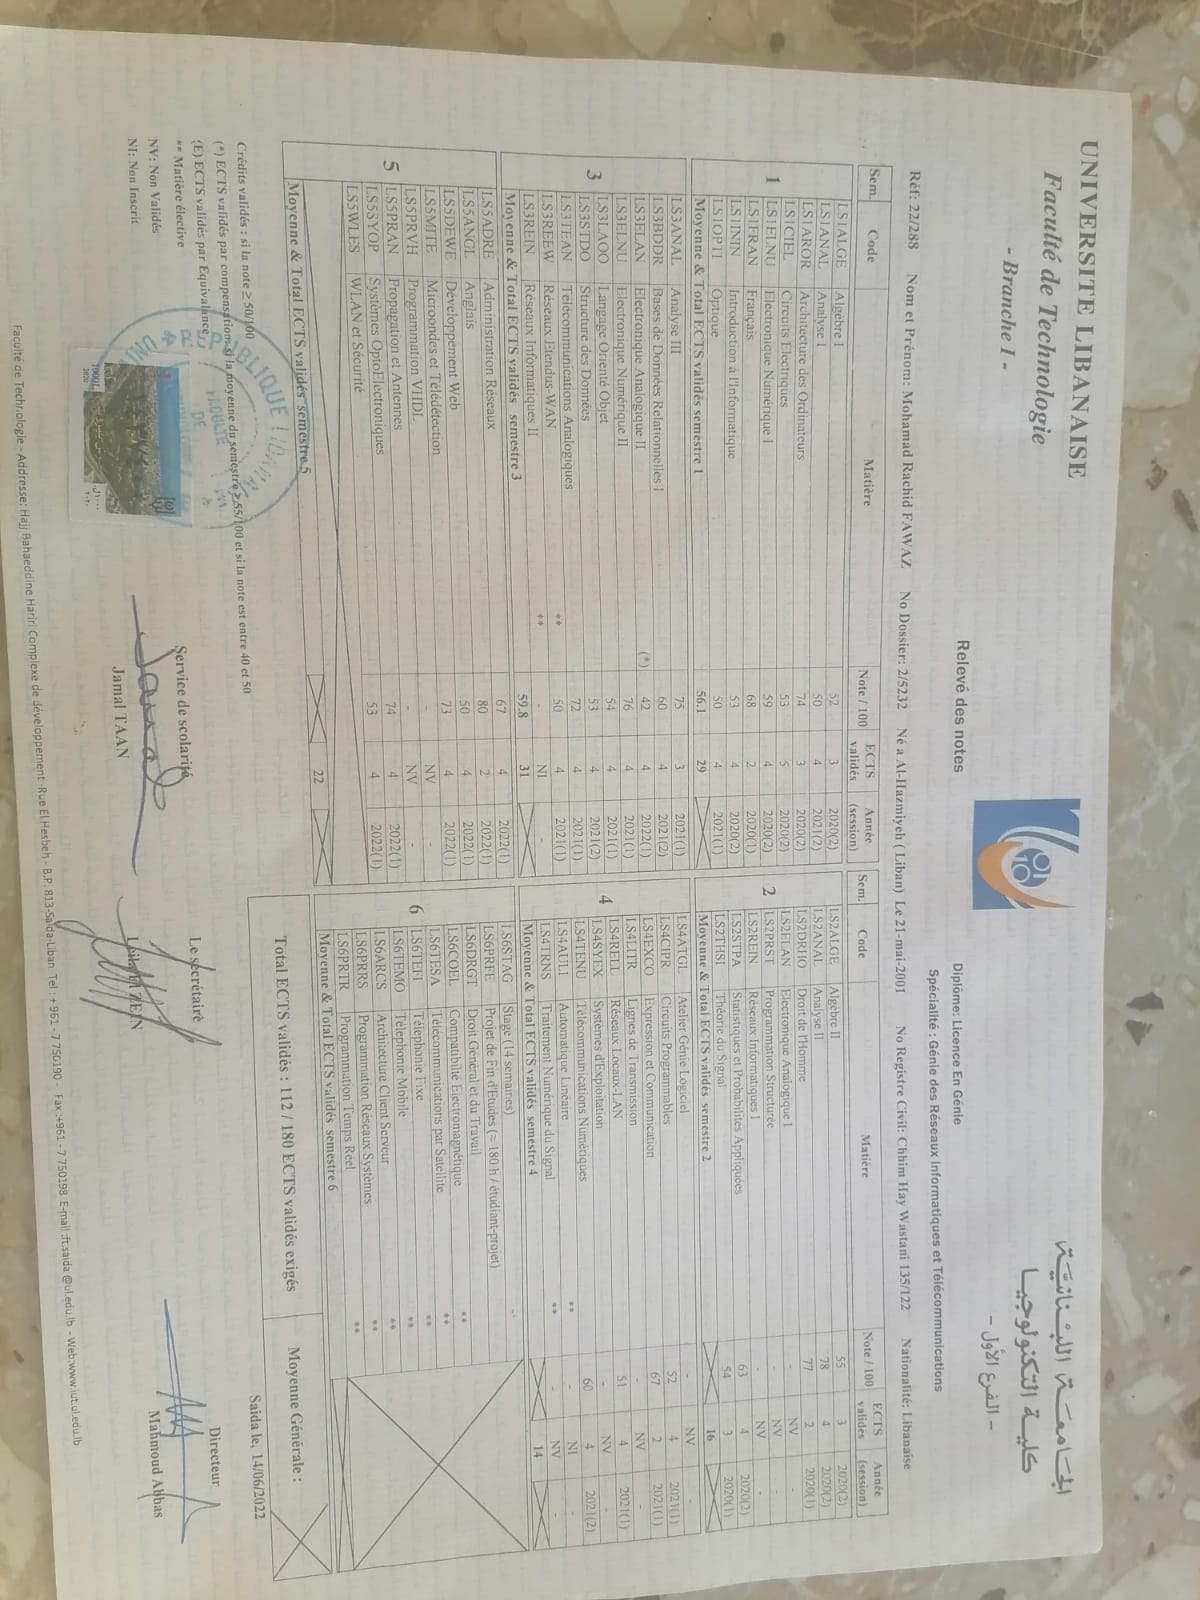 UNIVERSITE LIBANAISE
Faculté de Technologie
- Branche I -
الجامعة اللبنانية
كلية التكنولوجيا
- الفرع الأول -
Relevé des notes
Diplôme: Licence En Génie
Spécialité : Génie des Réseaux Informatiques et Télécommunications
Réf: 22/288 Nom et Prénom: Mohamad Rachid FAWAZ No Dossier: 2/5232 Né a Al-Hazmiyeh ( Liban) Le 21-mai-2001 No Registre Civit: Chhim Hay Wastani 135/122 Nationalité: Libanaise
Sem. Code Matière Note / 100 ECTS validés Année (session)
1
LS1ALGE Algèbre I 52 3 2020(2)
LS1ANAL Analyse I 50 4 2021(2)
LS1AROR Architecture des Ordinateurs 74 3 2020(2)
LS1CIEL Circuits Electriques 53 5 2020(2)
LS1ELNU Electronique Numérique I 59 4 2020(2)
LS1FRAN Français 68 2 2020(1)
LS1ININ Introduction à l'Informatique 53 4 2020(2)
LS1OPTI Optique 50 4 2021(1)
Moyenne & Total ECTS validés semestre 1 56.1 29
3
LS3ANAL Analyse III 75 3 2021(1)
LS3BDDR Bases de Données Relationnelles I 60 4 2021(2)
LS3ELAN Electronique Analogique II (*) 42 4 2022(1)
LS3ELNU Electronique Numérique II 76 4 2021(1)
LS3LAOO Langage Orienté Objet 54 4 2021(1)
LS3STDO Structure des Données 53 4 2021(2)
LS3TEAN Télécommunications Analogiques 72 4 2021(1)
LS3REEW Réseaux Etendus-WAN ** 50 4 2021(1)
LS3REIN Réseaux Informatiques II ** - NI -
Moyenne & Total ECTS validés semestre 3 59.8 31
5
LS5ADRE Administration Réseaux 67 4 2022(1)
LS5ANGL Anglais 80 2 2022(1)
LS5DEWE Développement Web 50 4 2022(1)
LS5MITE Microondes et Télédétection 73 4 2022(1)
LS5PRVH Programmation VHDL - NV -
LS5PRAN Propagation et Antennes - NV -
LS5SYOP Systèmes OptoElectroniques 74 4 2022(1)
LS5WLES WLAN et Sécurité 53 4 2022(1)
Moyenne & Total ECTS validés semestre 5 22
Sem. Code Matière Note / 100 ECTS validés Année (session)
2
LS2ALGE Algèbre II 55 3 2020(2)
LS2ANAL Analyse II 78 4 2020(2)
LS2DRHO Droit de l'Homme 77 2 2020(1)
LS2ELAN Electronique Analogique I - NV -
LS2PRST Programmation Structurée - NV -
LS2REIN Réseaux Informatiques I - NV -
LS2STPA Statistiques et Probabilités Appliquées 63 4 2020(2)
LS2THSI Théorie du Signal 54 3 2020(1)
Moyenne & Total ECTS validés semestre 2 16
4
LS4ATGL Atelier Génie Logiciel - NV -
LS4CIPR Circuits Programmables 52 4 2021(1)
LS4EXCO Expression et Communication 67 2 2021(1)
LS4LITR Lignes de Transmission - NV -
LS4RELL Réseaux Locaux-LAN 51 4 2021(1)
LS4SYEX Systèmes d'Exploitation - NV -
LS4TENU Télécommunications Numériques 60 4 2021(2)
LS4AULI Automatique Linéaire ** - NI -
LS4TRNS Traitement Numérique du Signal ** - NV -
Moyenne & Total ECTS validés semestre 4 14
6
LS6STAG Stage (14 semaines)
LS6PRFE Projet de Fin d'Etudes (≈ 180 h / étudiant-projet)
LS6DRGT Droit Général et du Travail
LS6COEL Compatibilté Electromagnétique **
LS6TESA Télécommunications par Satellite **
LS6TEFI Téléphonie Fixe **
LS6TEMO Téléphonie Mobile **
LS6ARCS Architecture Client Serveur **
LS6PRRS Programmation Réseaux Systèmes **
LS6PRTR Programmation Temps Réel **
Moyenne & Total ECTS validés semestre 6
Total ECTS validés : 112 / 180 ECTS validés exigés
Moyenne Générale :
Crédits validés : si la note ≥ 50/100
(*) ECTS validés par compensation: si la moyenne du semestre ≥ 55/100 et si la note est entre 40 et 50
(E) ECTS validés par Equivalance
** Matière élective
NV: Non Validés
NI: Non Inscrit
Saida le, 14/06/2022
Service de scolarité
Jamal TAAN
Le secrétaire
ZEIN
Directeur
Mahmoud Abbas
REPUBLIQUE
FACULTE
DE
Faculté de Technologie - Addresse: Hajj Bahaeddine Hariri Complexe de développement -Rue El Hesbeh - B.P. 813-Saida-Liban Tel : + 961- 7 750190 - Fax :+961 - 7 750198 E-mail :ft.saida @ul.edu.lb - Web:www.iut.ul.edu.lb